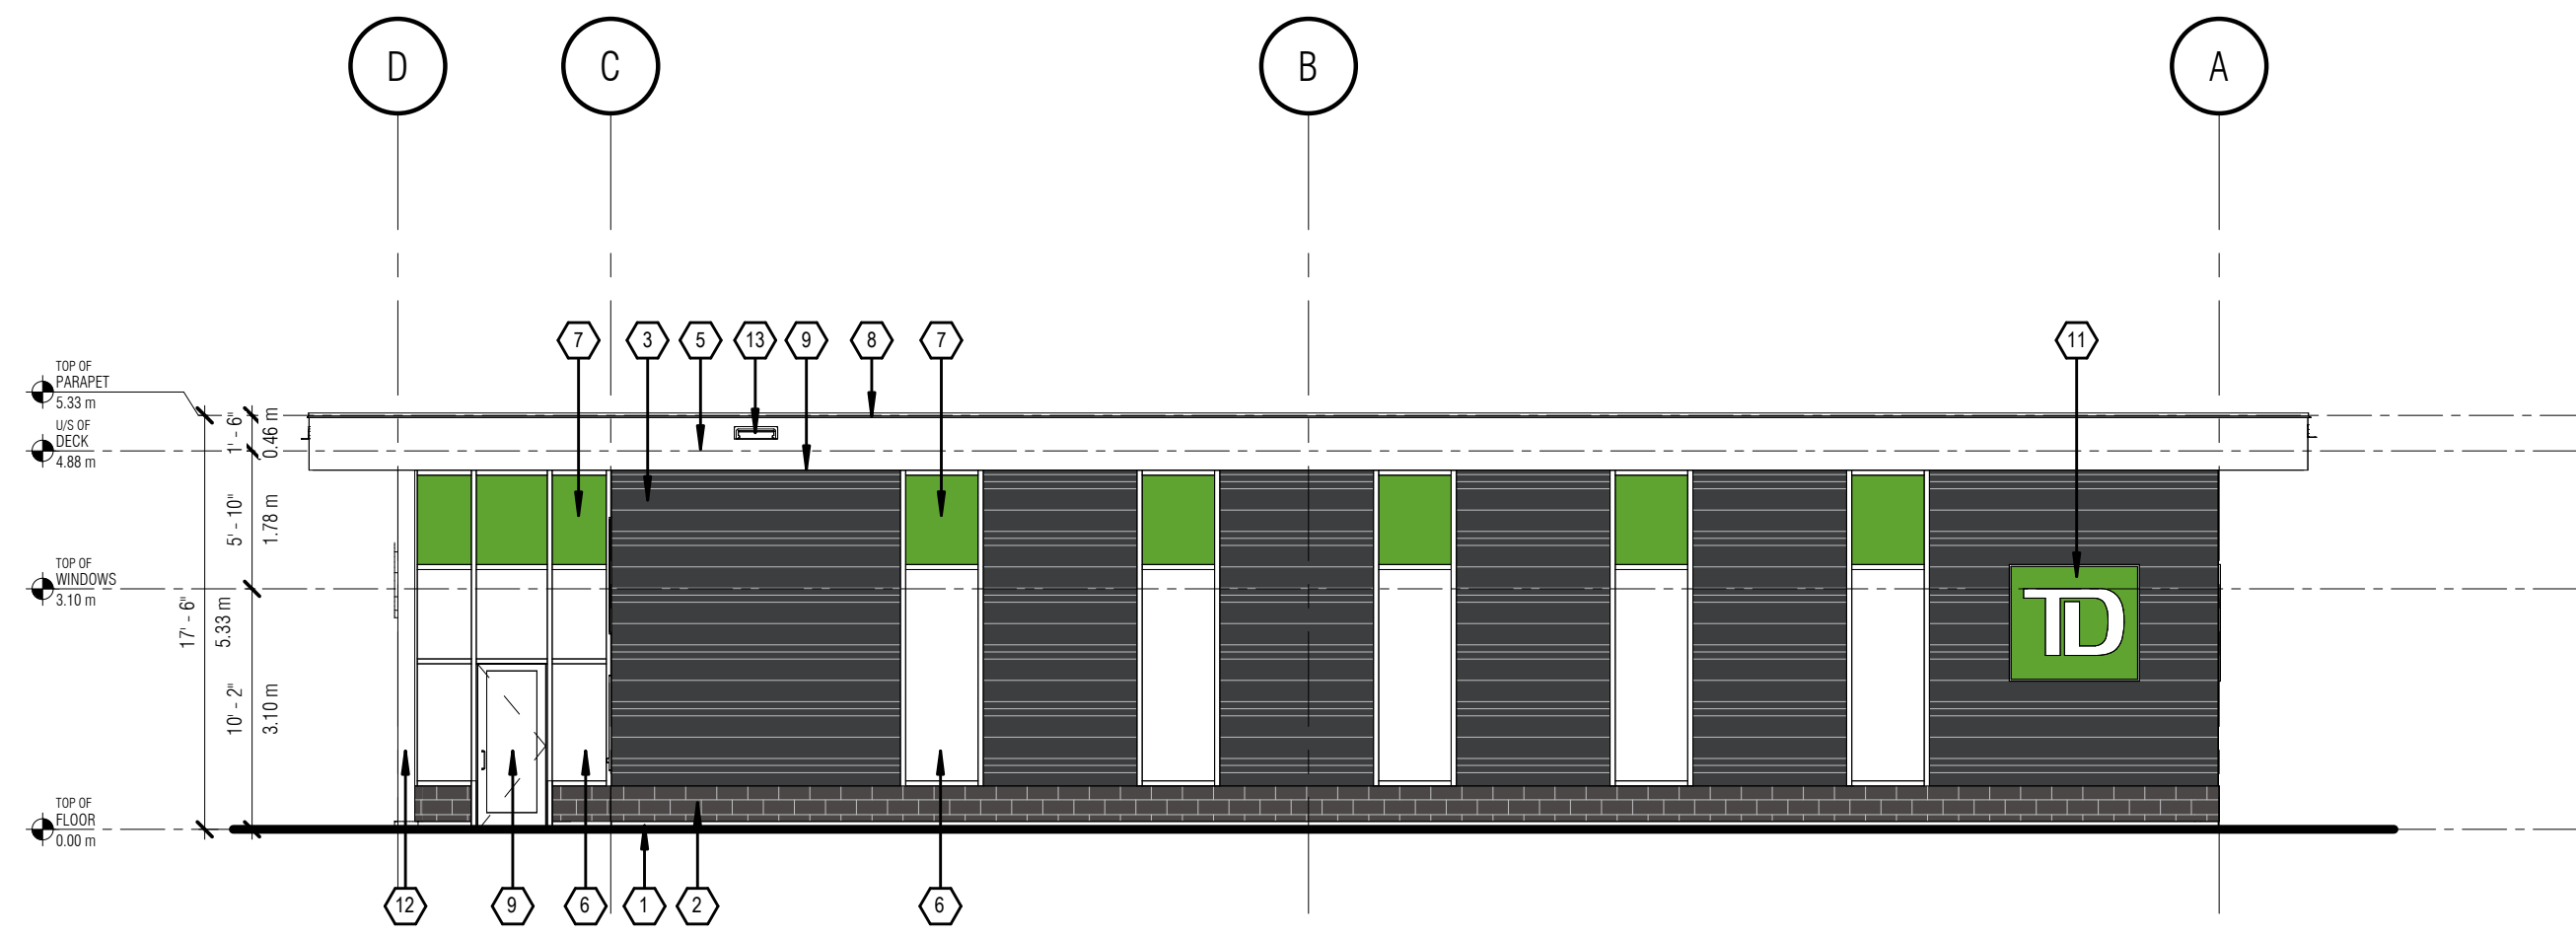 D C B A
7 3 5 13 9 8 7 11
TOP OF
PARAPET
5.33 m
U/S OF
DECK
4.88 m
TOP OF
WINDOWS
3.10 m
TOP OF
FLOOR
0.00 m
17' - 6"
5.33 m
1' - 6"
0.46 m
5' - 10"
1.78 m
10' - 2"
3.10 m
TD
12 9 6 1 2 6